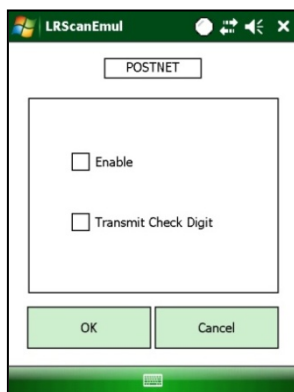 LRScanEmul
POSTNET
Enable
Transmit Check Digit
OK Cancel